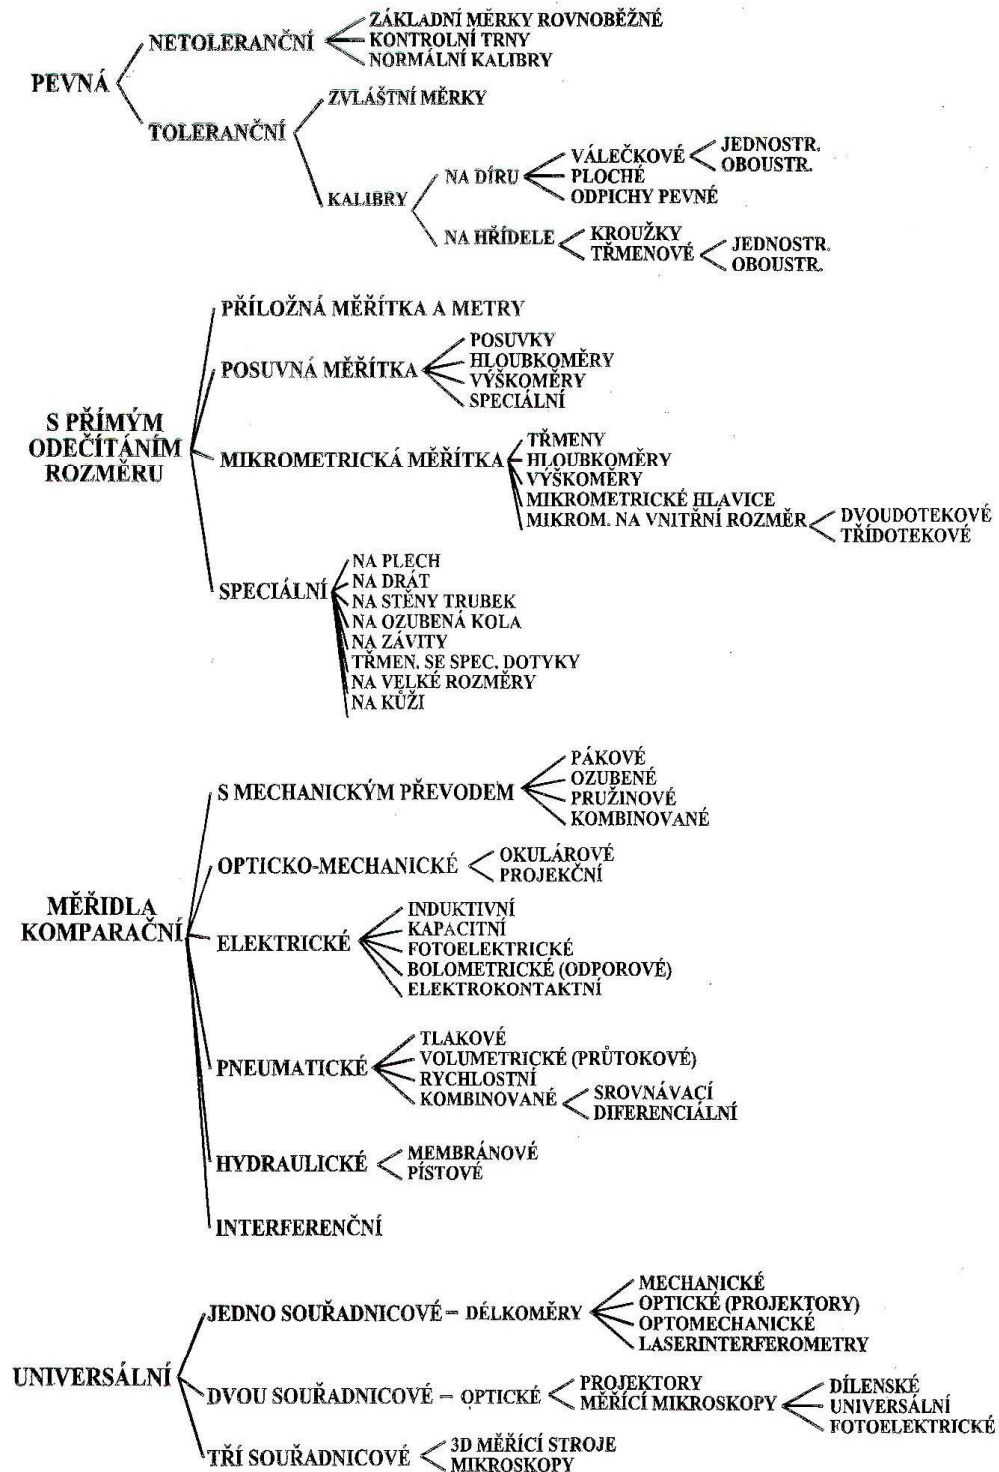 ZÁKLADNÍ MĚRKY ROVNOBĚŽNÉ
NETOLERANČNÍ
KONTROLNÍ TRNY
NORMÁLNÍ KALIBRY
PEVNÁ
ZVLÁŠTNÍ MĚRKY
TOLERANČNÍ
KALIBRY
NA DÍRU
VÁLEČKOVÉ
JEDNOSTR.
OBOUSTR.
PLOCHÉ
ODPICHY PEVNÉ
NA HŘÍDELE
KROUŽKY
TŘMENOVÉ
JEDNOSTR.
OBOUSTR.
S PŘÍMÝM
ODEČÍTÁNÍM
ROZMĚRU
PŘÍLOŽNÁ MĚŘÍTKA A METRY
POSUVNÁ MĚŘÍTKA
POSUVKY
HLOUBKOMĚRY
VÝŠKOMĚRY
SPECIÁLNÍ
MIKROMETRICKÁ MĚŘÍTKA
TŘMENY
HLOUBKOMĚRY
VÝŠKOMĚRY
MIKROMETRICKÉ HLAVICE
MIKROM. NA VNITŘNÍ ROZMĚR
DVOUDOTEKOVÉ
TŘÍDOTEKOVÉ
SPECIÁLNÍ
NA PLECH
NA DRÁT
NA STĚNY TRUBEK
NA OZUBENÁ KOLA
NA ZÁVITY
TŘMEN. SE SPEC. DOTYKY
NA VELKÉ ROZMĚRY
NA KŮŽI
MĚŘIDLA
KOMPARAČNÍ
S MECHANICKÝM PŘEVODEM
PÁKOVÉ
OZUBENÉ
PRUŽINOVÉ
KOMBINOVANÉ
OPTICKO-MECHANICKÉ
OKULÁROVÉ
PROJEKČNÍ
ELEKTRICKÉ
INDUKTIVNÍ
KAPACITNÍ
FOTOELEKTRICKÉ
BOLOMETRICKÉ (ODPOROVÉ)
ELEKTROKONTAKTNÍ
PNEUMATICKÉ
TLAKOVÉ
VOLUMETRICKÉ (PRŮTOKOVÉ)
RYCHLOSTNÍ
KOMBINOVANÉ
SROVNÁVACÍ
DIFERENCIÁLNÍ
HYDRAULICKÉ
MEMBRÁNOVÉ
PÍSTOVÉ
INTERFERENČNÍ
UNIVERSÁLNÍ
JEDNO SOUŘADNICOVÉ – DÉLKOMĚRY
MECHANICKÉ
OPTICKÉ (PROJEKTORY)
OPTOMECHANICKÉ
LASERINTERFEROMETRY
DVOU SOUŘADNICOVÉ – OPTICKÉ
PROJEKTORY
MĚŘÍCÍ MIKROSKOPY
DÍLENSKÉ
UNIVERSÁLNÍ
FOTOELEKTRICKÉ
TŘÍ SOUŘADNICOVÉ
3D MĚŘÍCÍ STROJE
MIKROSKOPY